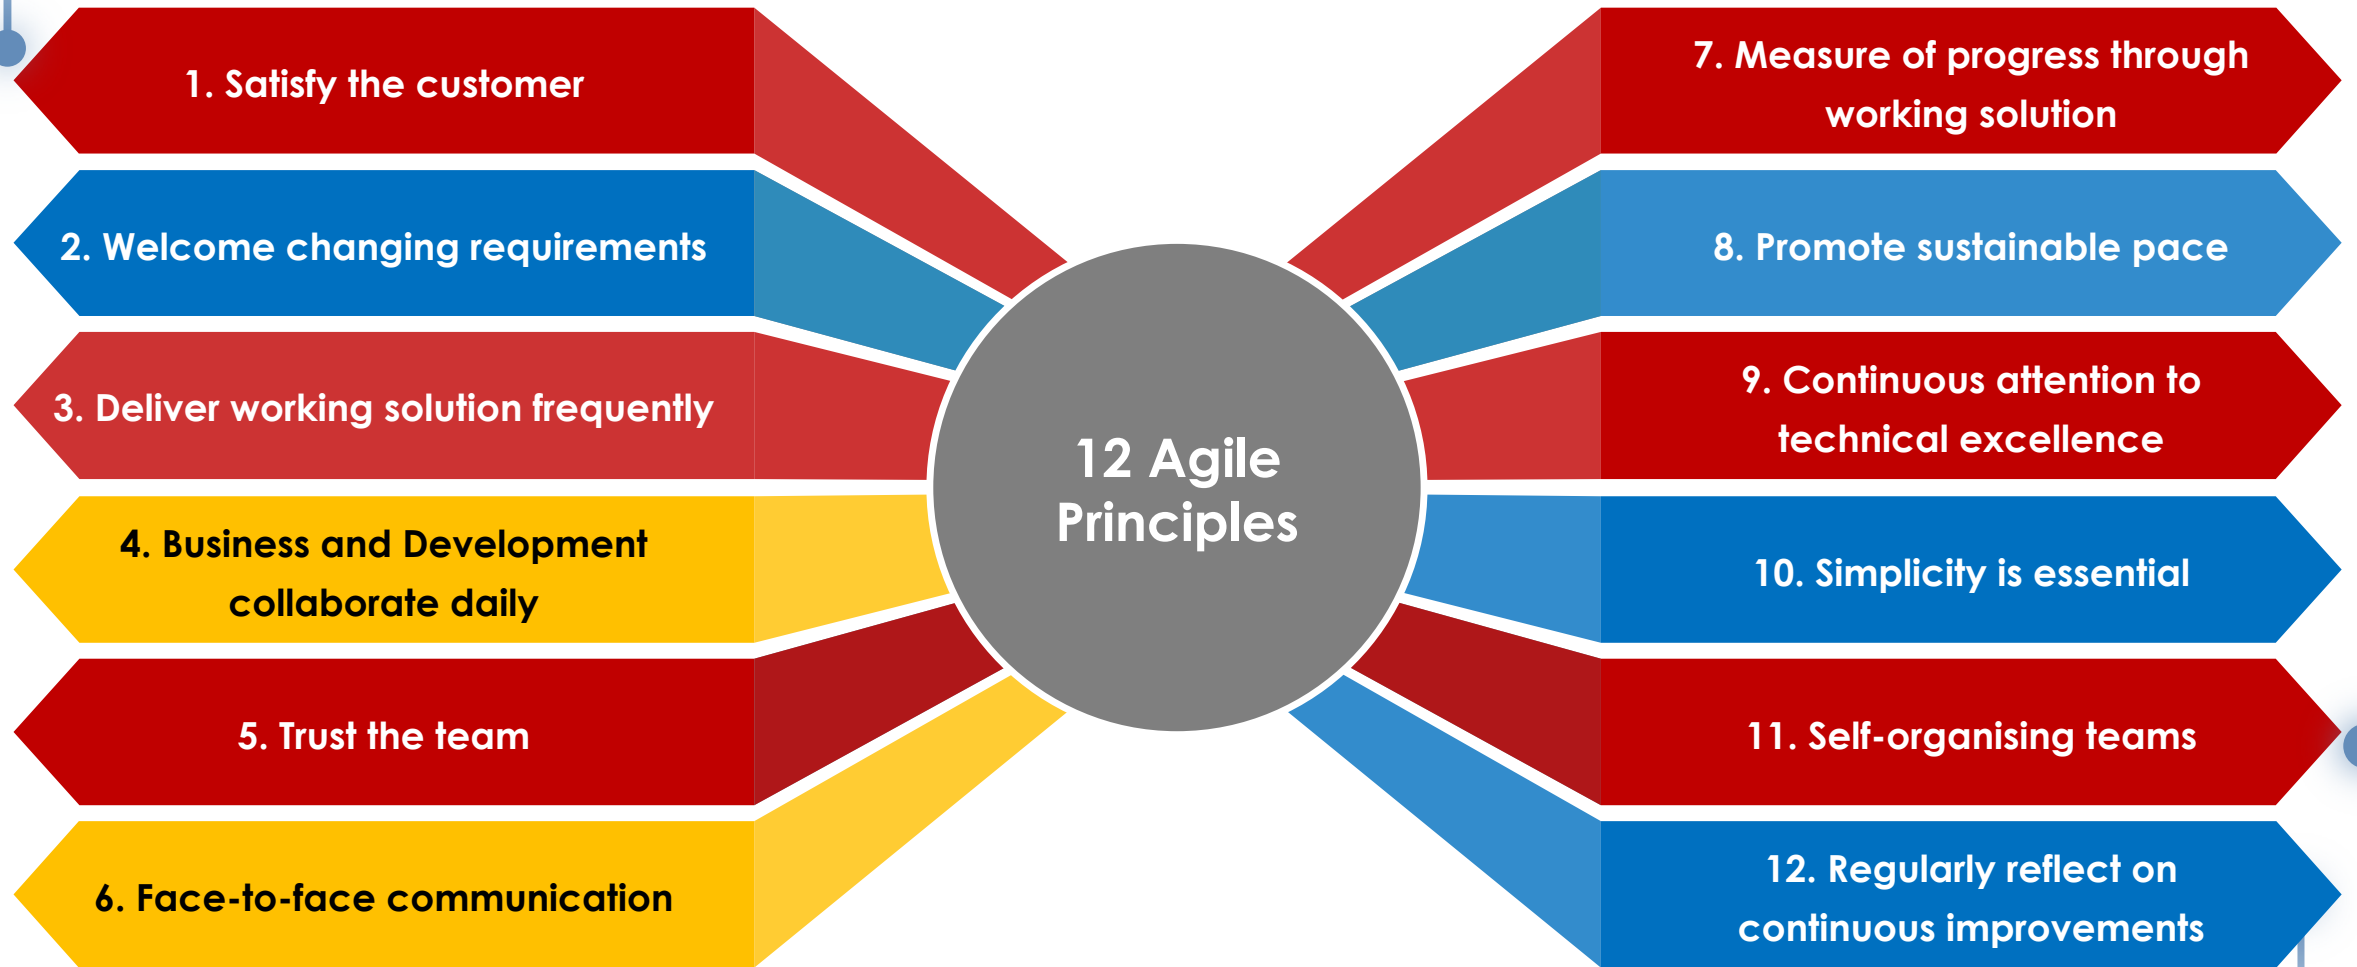 1. Satisfy the customer
2. Welcome changing requirements
3. Deliver working solution frequently
4. Business and Development
collaborate daily
5. Trust the team
6. Face-to-face communication
12 Agile
Principles
7. Measure of progress through
working solution
8. Promote sustainable pace
9. Continuous attention to
technical excellence
10. Simplicity is essential
11. Self-organising teams
12. Regularly reflect on
continuous improvements